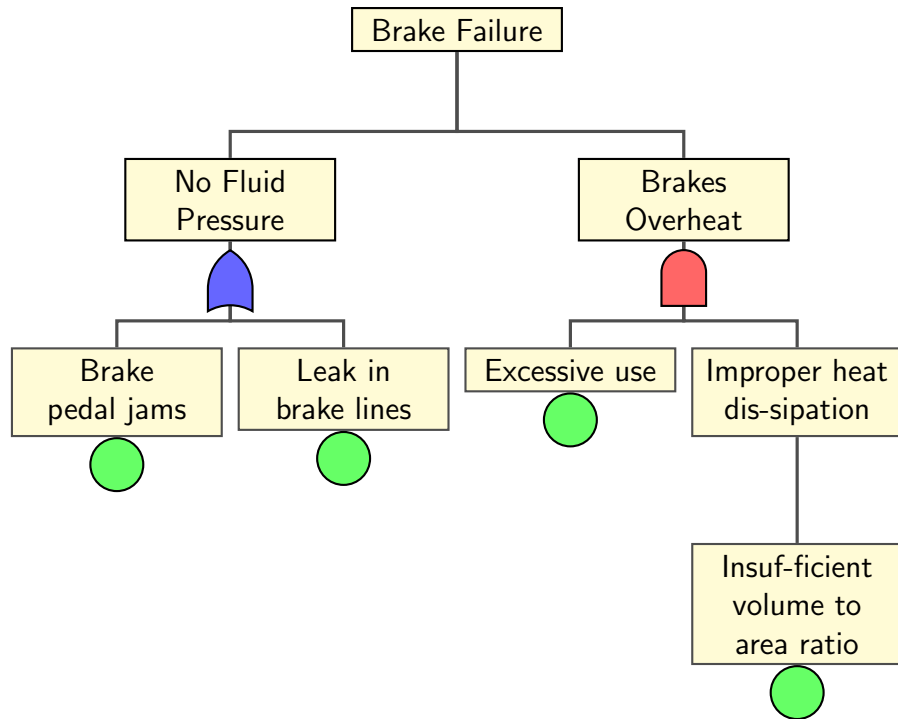 Brake Failure
No Fluid
Pressure
Brakes
Overheat
Brake
pedal jams
Leak in
brake lines
Excessive use
Improper heat
dis-sipation
Insuf-ficient
volume to
area ratio